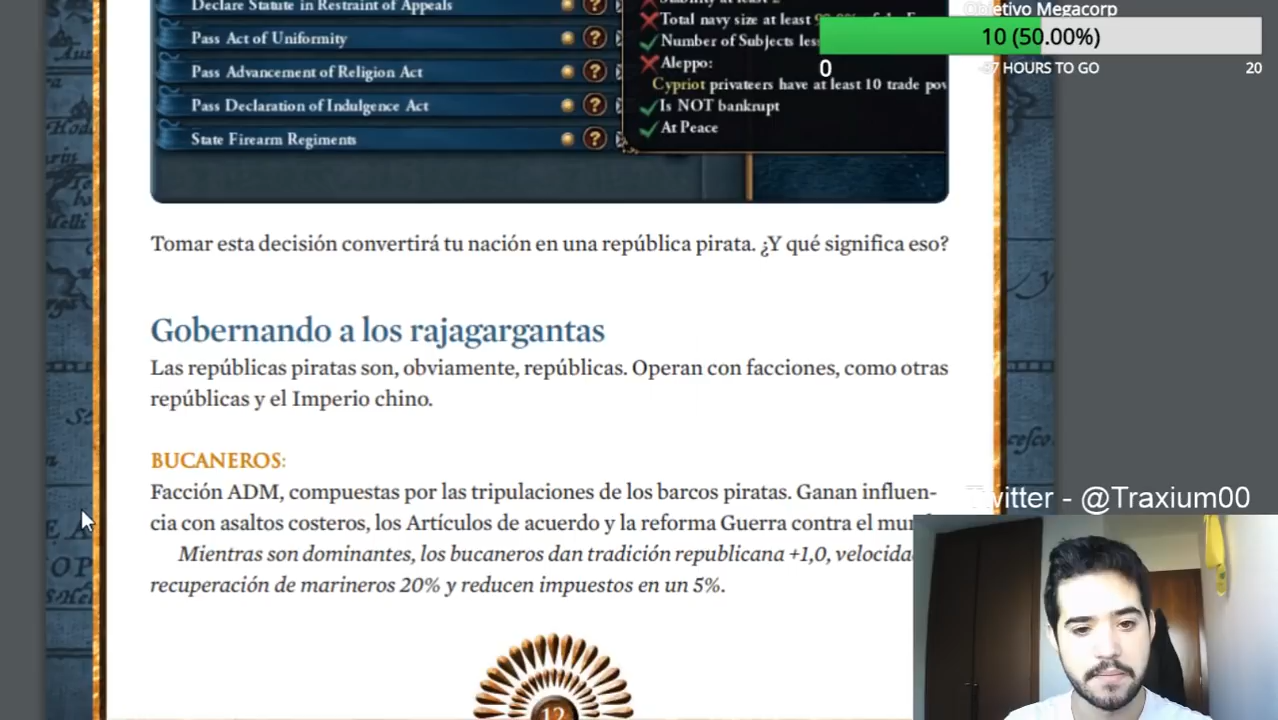 Declare Statute in Restraint of Appeals ?
Pass Act of Uniformity ?
Pass Advancement of Religion Act ?
Pass Declaration of Indulgence Act ?
State Firearm Regiments ?
Total navy size at least
Number of Subjects less
Aleppo:
Cypriot privateers have at least 10 trade
Is NOT bankrupt
At Peace
Objetivo Megacorp
10 (50.00%)
0 HOURS TO GO 20
Tomar esta decisión convertirá tu nación en una república pirata. ¿Y qué significa eso?
Gobernando a los rajagargantas
Las repúblicas piratas son, obviamente, repúblicas. Operan con facciones, como otras
repúblicas y el Imperio chino.
BUCANEROS:
Facción ADM, compuestas por las tripulaciones de los barcos piratas. Ganan influen-
cia con asaltos costeros, los Artículos de acuerdo y la reforma Guerra contra el
Mientras son dominantes, los bucaneros dan tradición republicana +1,0,
recuperación de marineros 20% y reducen impuestos en un 5%.
12
Twitter - @Traxium00